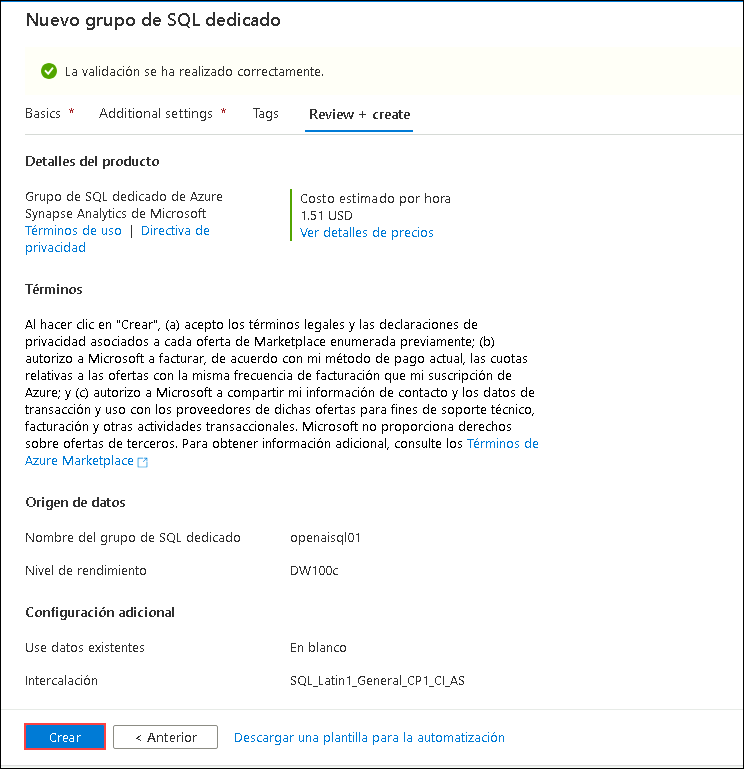 Nuevo grupo de SQL dedicado
La validación se ha realizado correctamente.
Basics * Additional settings * Tags Review + create
Detalles del producto
Grupo de SQL dedicado de Azure
Synapse Analytics de Microsoft
Términos de uso | Directiva de
privacidad
Costo estimado por hora
1.51 USD
Ver detalles de precios
Términos
Al hacer clic en "Crear", (a) acepto los términos legales y las declaraciones de
privacidad asociados a cada oferta de Marketplace enumerada previamente; (b)
autorizo a Microsoft a facturar, de acuerdo con mi método de pago actual, las cuotas
relativas a las ofertas con la misma frecuencia de facturación que mi suscripción de
Azure; y (c) autorizo a Microsoft a compartir mi información de contacto y los datos de
transacción y uso con los proveedores de dichas ofertas para fines de soporte técnico,
facturación y otras actividades transaccionales. Microsoft no proporciona derechos
sobre ofertas de terceros. Para obtener información adicional, consulte los Términos de
Azure Marketplace
Origen de datos
Nombre del grupo de SQL dedicado openaisql01
Nivel de rendimiento DW100c
Configuración adicional
Use datos existentes En blanco
Intercalación SQL_Latin1_General_CP1_CI_AS
Crear < Anterior Descargar una plantilla para la automatización